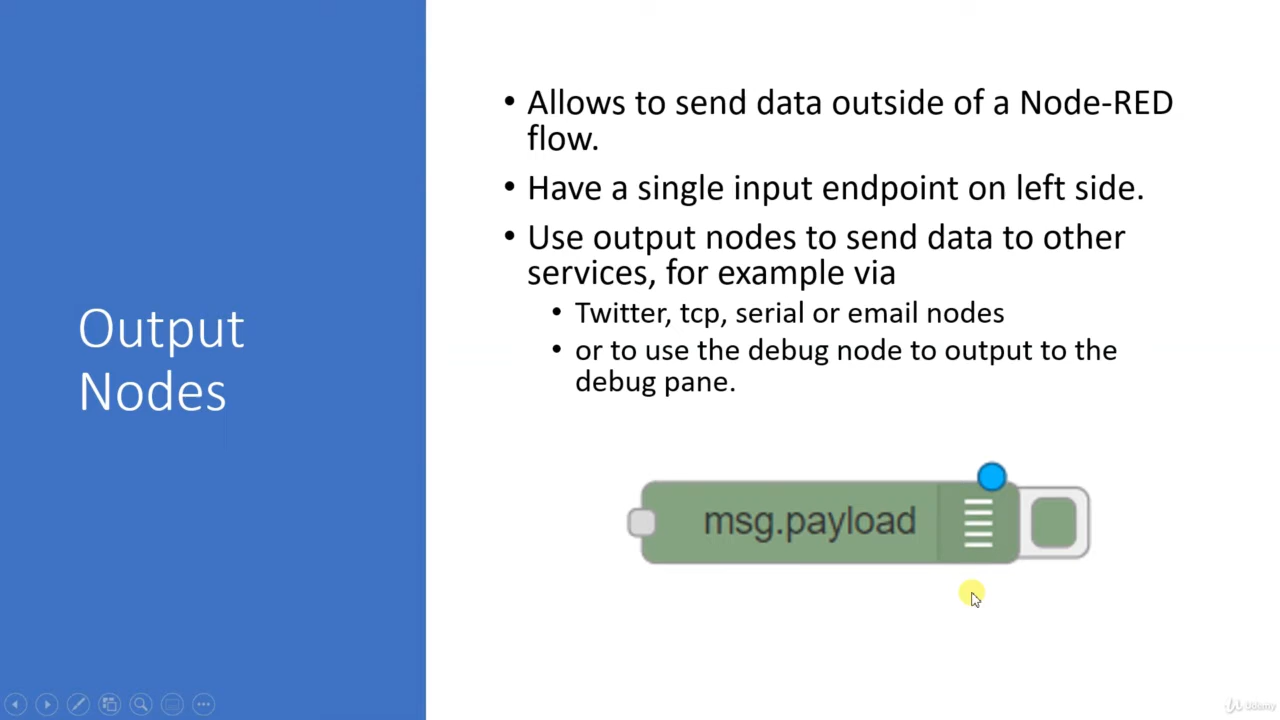 Output
Nodes
• Allows to send data outside of a Node-RED
flow.
• Have a single input endpoint on left side.
• Use output nodes to send data to other
services, for example via
• Twitter, tcp, serial or email nodes
• or to use the debug node to output to the
debug pane.
msg.payload
Udemy